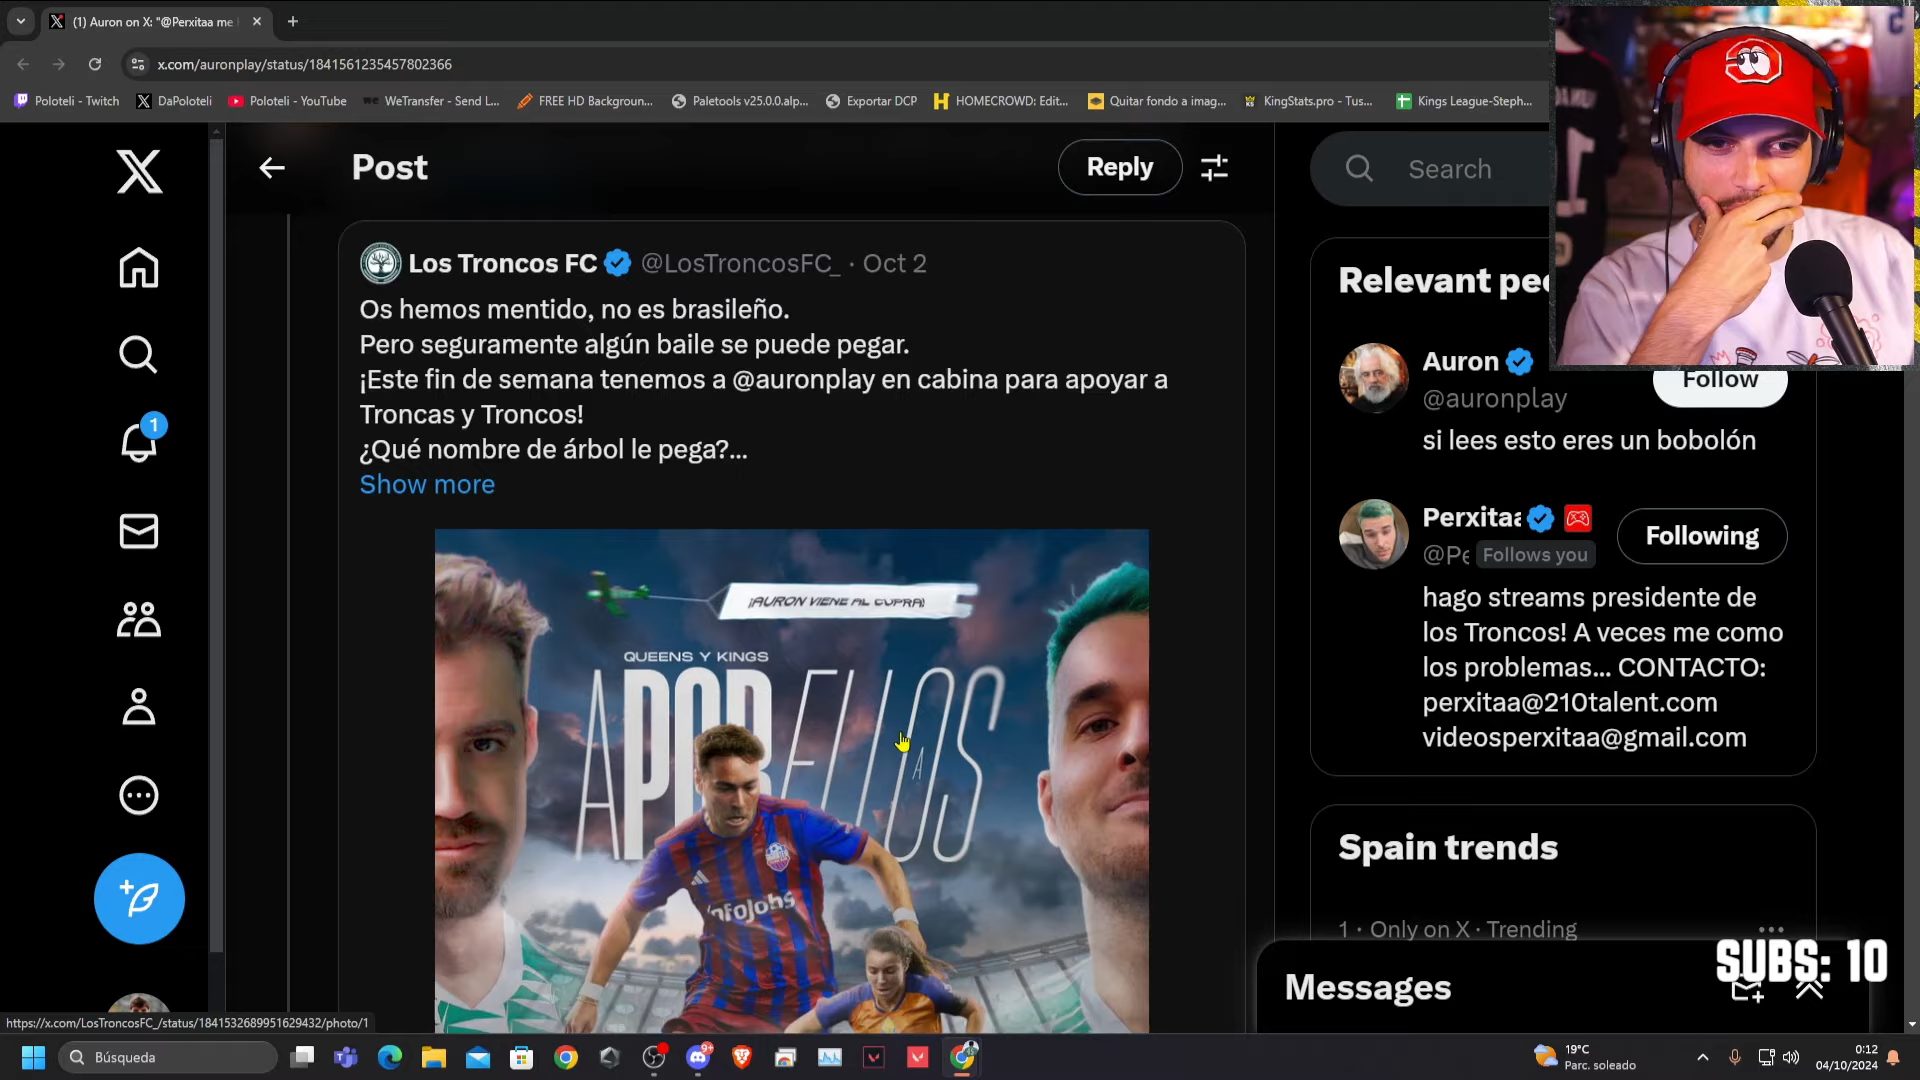 (1) Auron on X: "@Perxitaa me
x.com/auronplay/status/1841561235457802366
Poloteli - Twitch
DaPoloteli
Poloteli - YouTube
WeTransfer - Send L...
FREE HD Backgroun...
Paletools v25.0.0.alp...
Exportar DCP
HOMECROWD: Edit...
Quitar fondo a imag...
KingStats.pro - Tus...
Kings League-Steph...
Post
Reply
Search
Los Troncos FC @LosTroncosFC_ · Oct 2
Os hemos mentido, no es brasileño.
Pero seguramente algún baile se puede pegar.
¡Este fin de semana tenemos a @auronplay en cabina para apoyar a
Troncas y Troncos!
¿Qué nombre de árbol le pega?...
Show more
¡AURON VIENE AL CUPRA!
QUEENS Y KINGS
A POR ELLOS
A
InfoJobs
Relevant pe
Auron
@auronplay
Follow
si lees esto eres un bobolón
Perxitaa
@Pe Follows you
Following
hago streams presidente de
los Troncos! A veces me como
los problemas... CONTACTO:
perxitaa@210talent.com
videosperxitaa@gmail.com
Spain trends
1 · Only on X · Trending
SUBS: 10
Messages
1
https://x.com/LosTroncosFC_/status/1841532689951629432/photo/1
Búsqueda
9+
19°C
Parc. soleado
0:12
04/10/2024